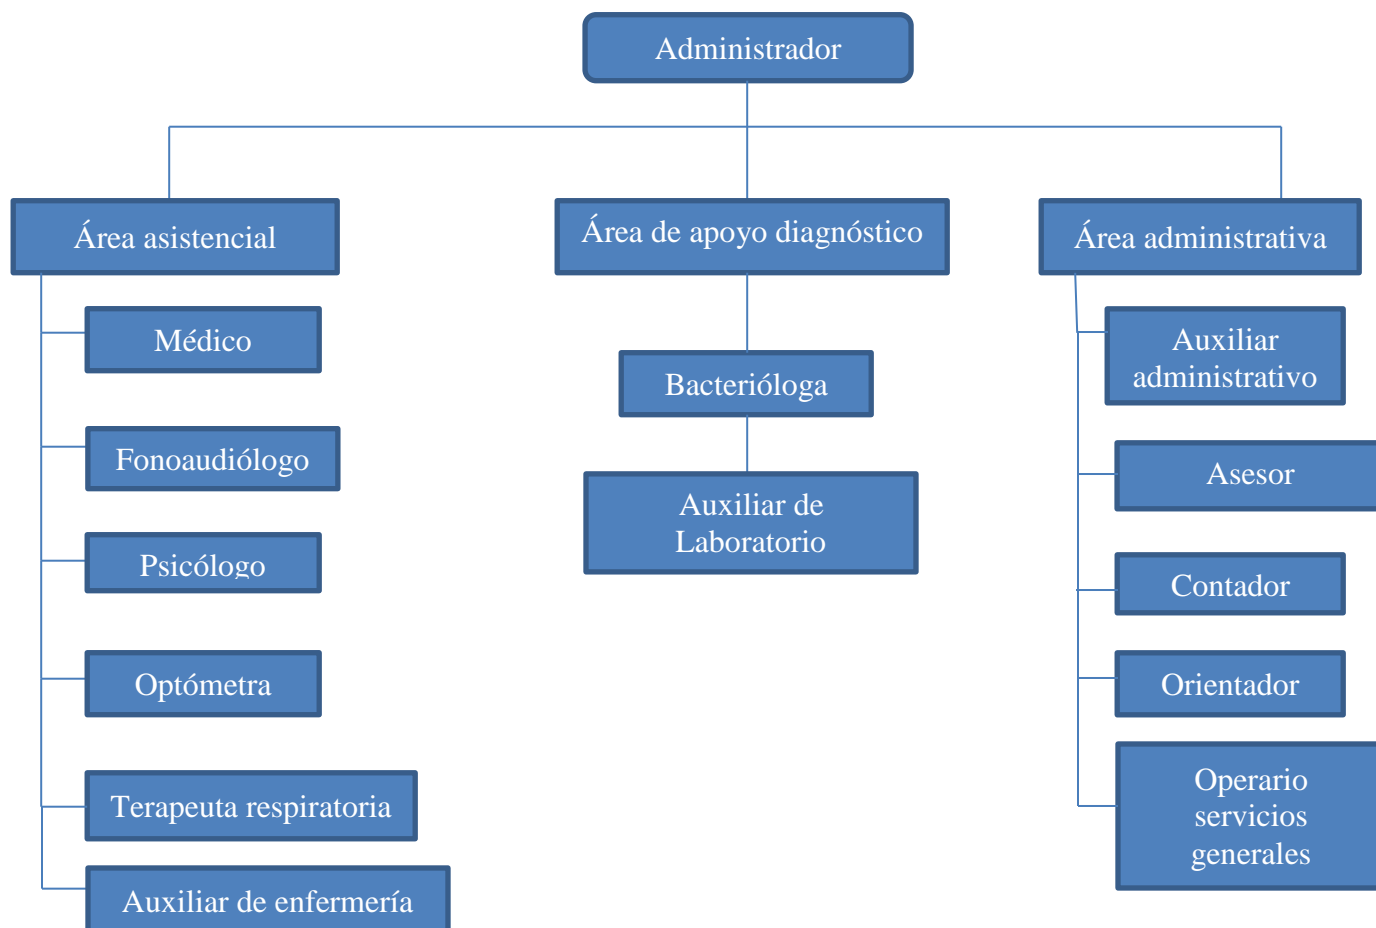 Administrador
Área asistencial
Área de apoyo diagnóstico
Área administrativa
Médico
Fonoaudiólogo
Psicólogo
Optómetra
Terapeuta respiratoria
Auxiliar de enfermería
Bacterióloga
Auxiliar de
Laboratorio
Auxiliar
administrativo
Asesor
Contador
Orientador
Operario
servicios
generales